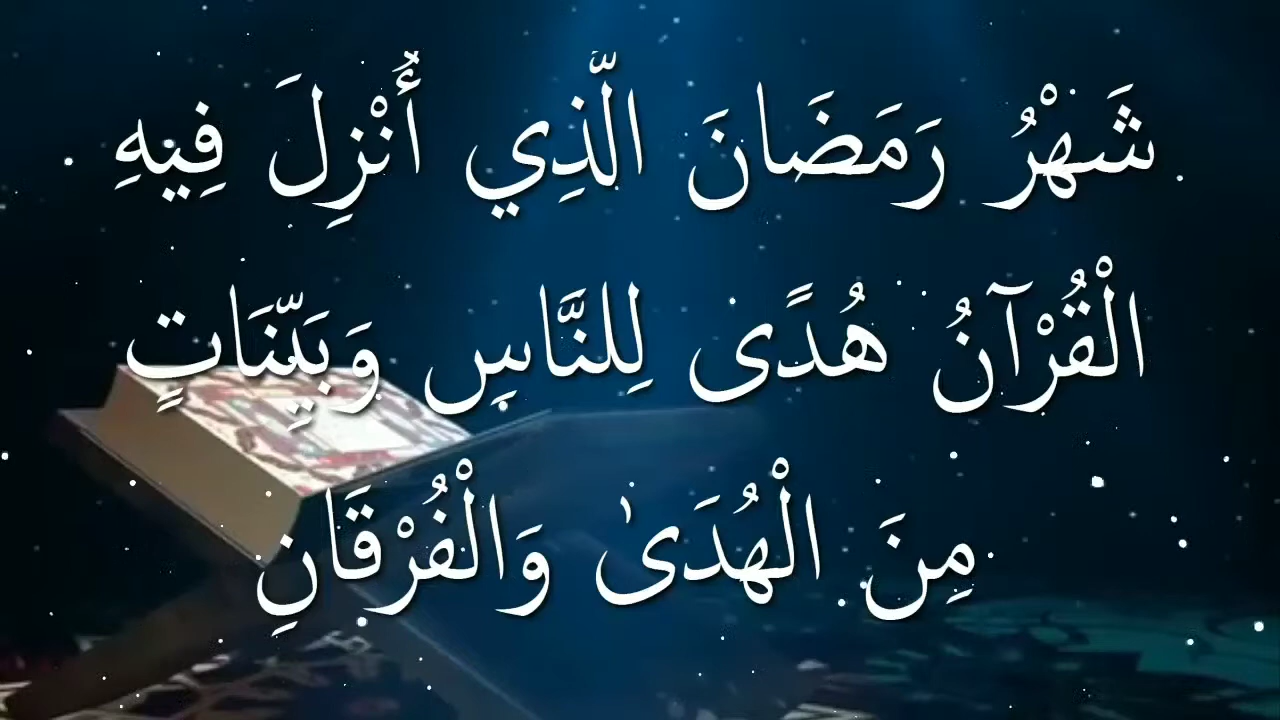 شَهْرُ رَمَضَانَ الَّذِي أُنْزِلَ فِيهِ
الْقُرْآنُ هُدًى لِلنَّاسِ وَبَيِّنَاتٍ
مِنَ الْهُدَىٰ وَالْفُرْقَانِ